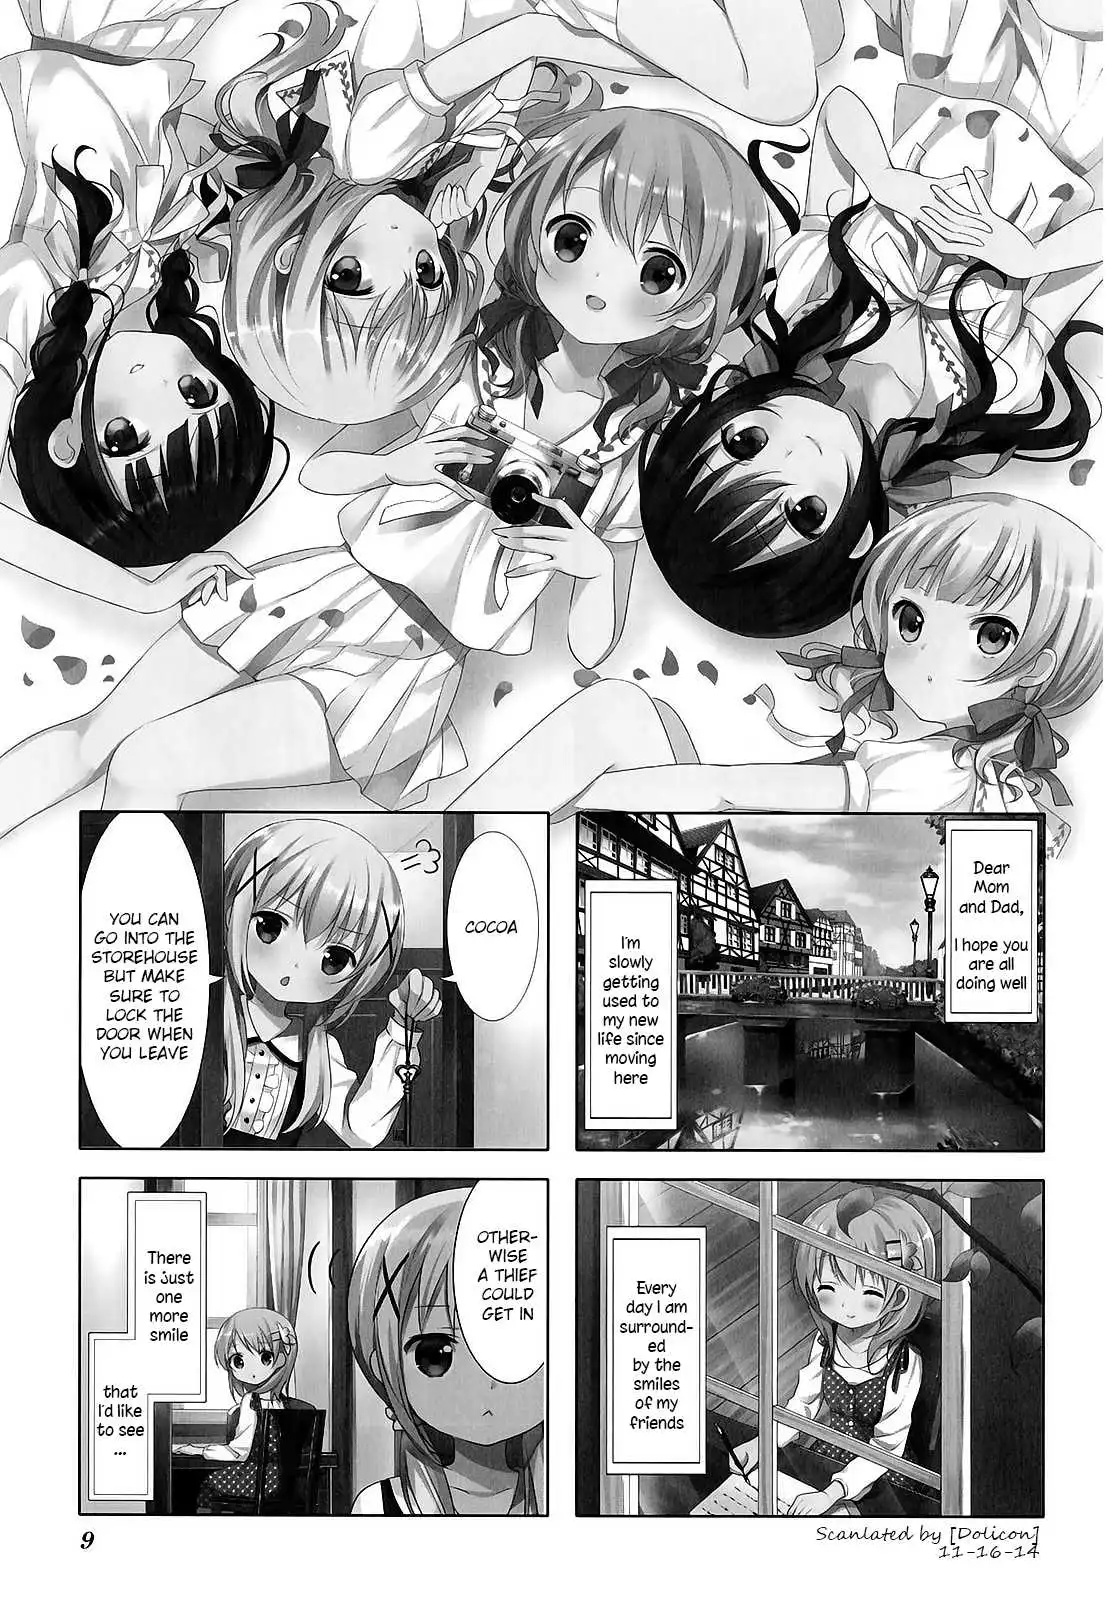 Dear
Mom
and Dad,
I hope you
are all
doing well
I'm
slowly
getting
used to
my new
life since
moving
here
Every
day I am
surround-
ed
by the
smiles
of my
friends
COCOA
YOU CAN
GO INTO THE
STOREHOUSE
BUT MAKE
SURE TO
LOCK THE
DOOR WHEN
YOU LEAVE
OTHER-
WISE
A THIEF
COULD
GET IN
There
is just
one
more
smile
that
I'd like
to see
...
9
Scanlated by [Dolicon]
11-16-14